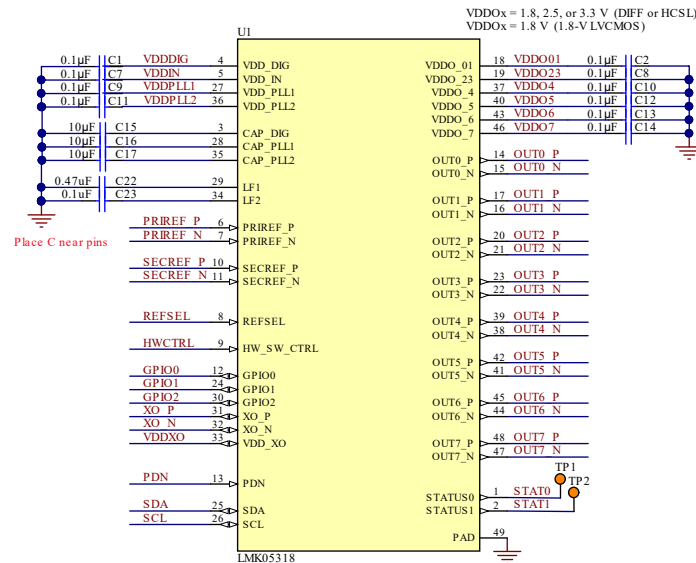 VDDOx = 1.8, 2.5, or 3.3 V (DIFF or HCSL)
VDDOx = 1.8 V (1.8-V LVCMOS)
U1
0.1µF C1 VDDDIG 4 VDD_DIG VDDO_01 18 VDDO01 0.1µF C2
0.1µF C7 VDDIN 5 VDD_IN VDDO_23 19 VDDO23 0.1µF C8
0.1µF C9 VDDPLL1 27 VDD_PLL1 VDDO_4 37 VDDO4 0.1µF C10
0.1µF C11 VDDPLL2 36 VDD_PLL2 VDDO_5 40 VDDO5 0.1µF C12
VDDO_6 43 VDDO6 0.1µF C13
10µF C15 3 CAP_DIG VDDO_7 46 VDDO7 0.1µF C14
10µF C16 28 CAP_PLL1
10µF C17 35 CAP_PLL2 OUT0_P 14 OUT0_P
OUT0_N 15 OUT0_N
0.47uF C22 29 LF1
0.1uF C23 34 LF2 OUT1_P 17 OUT1_P
OUT1_N 16 OUT1_N
PRIREF_P 6 PRIREF_P
Place C near pins PRIREF_N 7 PRIREF_N OUT2_P 20 OUT2_P
OUT2_N 21 OUT2_N
SECREF_P 10 SECREF_P
SECREF_N 11 SECREF_N OUT3_P 23 OUT3_P
OUT3_N 22 OUT3_N
REFSEL 8 REFSEL OUT4_P 39 OUT4_P
OUT4_N 38 OUT4_N
HWCTRL 9 HW_SW_CTRL
OUT5_P 42 OUT5_P
GPIO0 12 GPIO0 OUT5_N 41 OUT5_N
GPIO1 24 GPIO1
GPIO2 30 GPIO2 OUT6_P 45 OUT6_P
XO_P 31 XO_P OUT6_N 44 OUT6_N
XO_N 32 XO_N
VDDXO 33 VDD_XO OUT7_P 48 OUT7_P
OUT7_N 47 OUT7_N
TP1
PDN 13 PDN TP2
STATUS0 1 STAT0
SDA 25 SDA STATUS1 2 STAT1
SCL 26 SCL
PAD 49
LMK05318